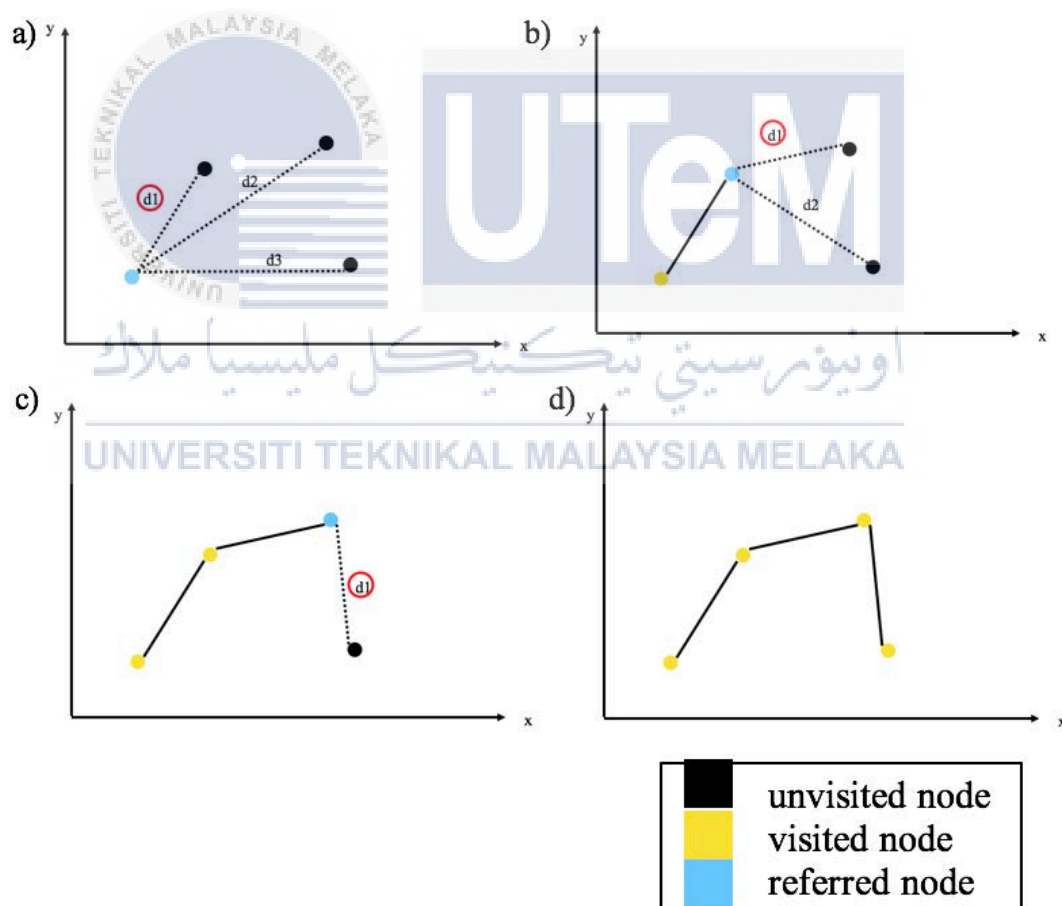 a)
y
UNIVERSITI TEKNIKAL MALAYSIA MELAKA
d1
d2
d3
x
b)
y
UTeM
d1
d2
x
اونيۏرسيتي تيكنيكل مليسيا ملاك
UNIVERSITI TEKNIKAL MALAYSIA MELAKA
c)
y
d1
x
d)
y
x
unvisited node
visited node
referred node